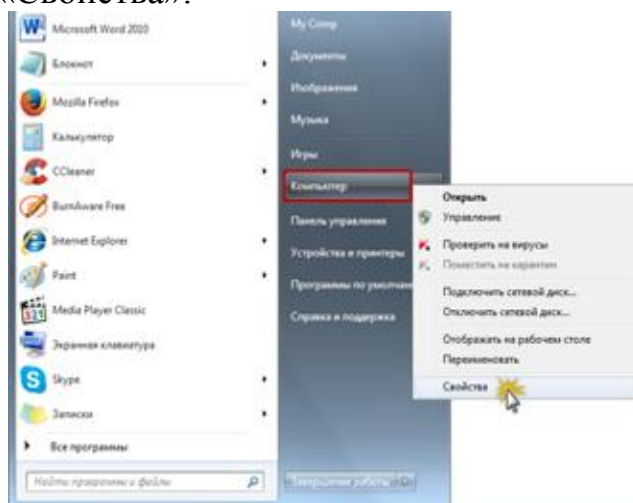 «Свойства».
Microsoft Word 2010
Блокнот
Mozilla Firefox
Калькулятор
CCleaner
BurnAware Free
Internet Explorer
Paint
Media Player Classic
Экранная клавиатура
Skype
Записки
Все программы
Найти программы и файлы
My Comp
Документы
Изображения
Музыка
Игры
Компьютер
Панель управления
Устройства и принтеры
Программы по умолчан
Справка и поддержка
Завершение работы
Открыть
Управление
Проверить на вирусы
Поместить на карантин
Подключить сетевой диск...
Отключить сетевой диск...
Отображать на рабочем столе
Переименовать
Свойства